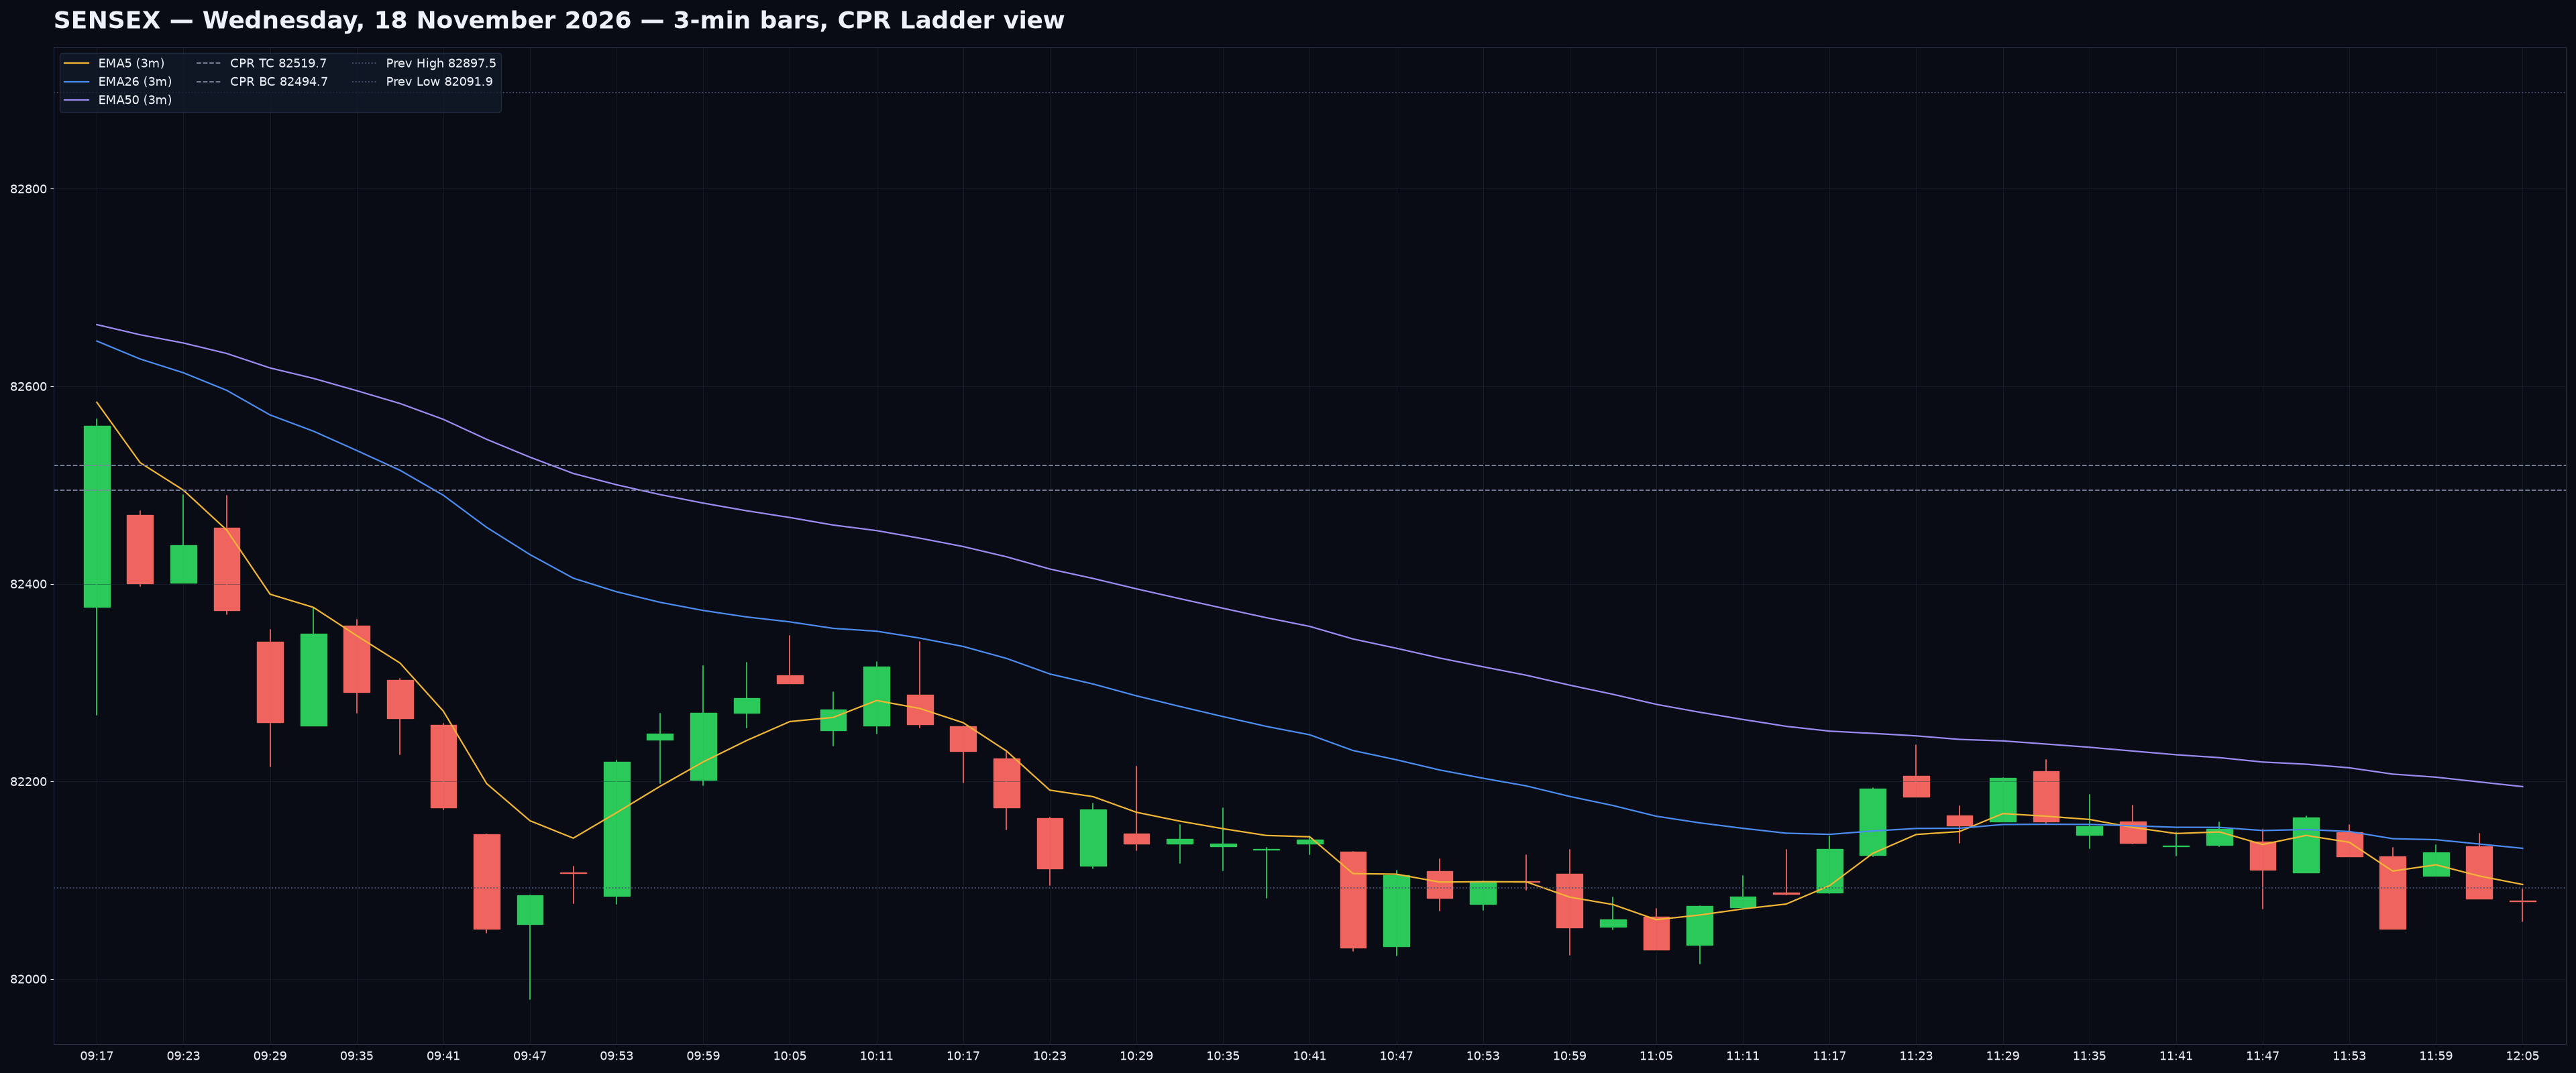 SENSEX — Wednesday, 18 November 2026 — 3-min bars, CPR Ladder view
EMA5 (3m) CPR TC 82519.7 Prev High 82897.5
EMA26 (3m) CPR BC 82494.7 Prev Low 82091.9
EMA50 (3m)
82800
82600
82400
82200
82000
09:17 09:23 09:29 09:35 09:41 09:47 09:53 09:59 10:05 10:11 10:17 10:23 10:29 10:35 10:41 10:47 10:53 10:59 11:05 11:11 11:17 11:23 11:29 11:35 11:41 11:47 11:53 11:59 12:05